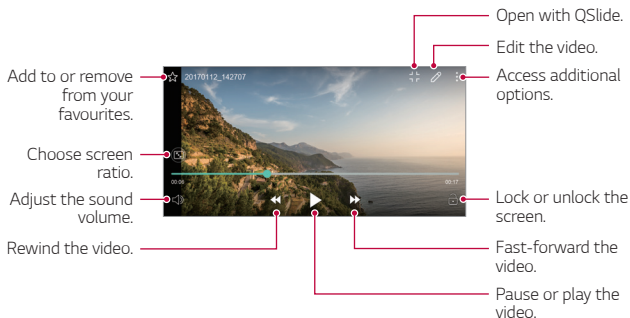 Open with QSlide.
Edit the video.
Access additional
options.
Add to or remove
from your
favourites.
20170112_142707
Choose screen
ratio.
00:06
00:17
Adjust the sound
volume.
Lock or unlock the
screen.
Rewind the video.
Fast-forward the
video.
Pause or play the
video.